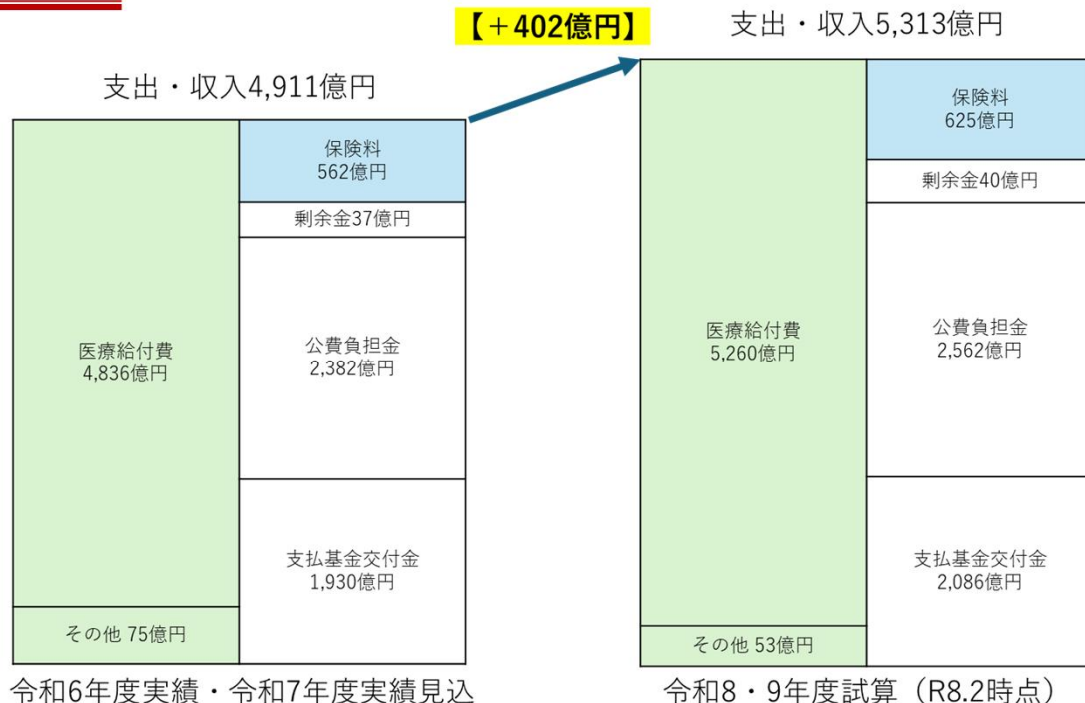 【＋402億円】
支出・収入4,911億円
医療給付費
4,836億円
その他 75億円
保険料
562億円
剰余金37億円
公費負担金
2,382億円
支払基金交付金
1,930億円
令和6年度実績・令和7年度実績見込
支出・収入5,313億円
医療給付費
5,260億円
その他 53億円
保険料
625億円
剰余金40億円
公費負担金
2,562億円
支払基金交付金
2,086億円
令和8・9年度試算（R8.2時点）